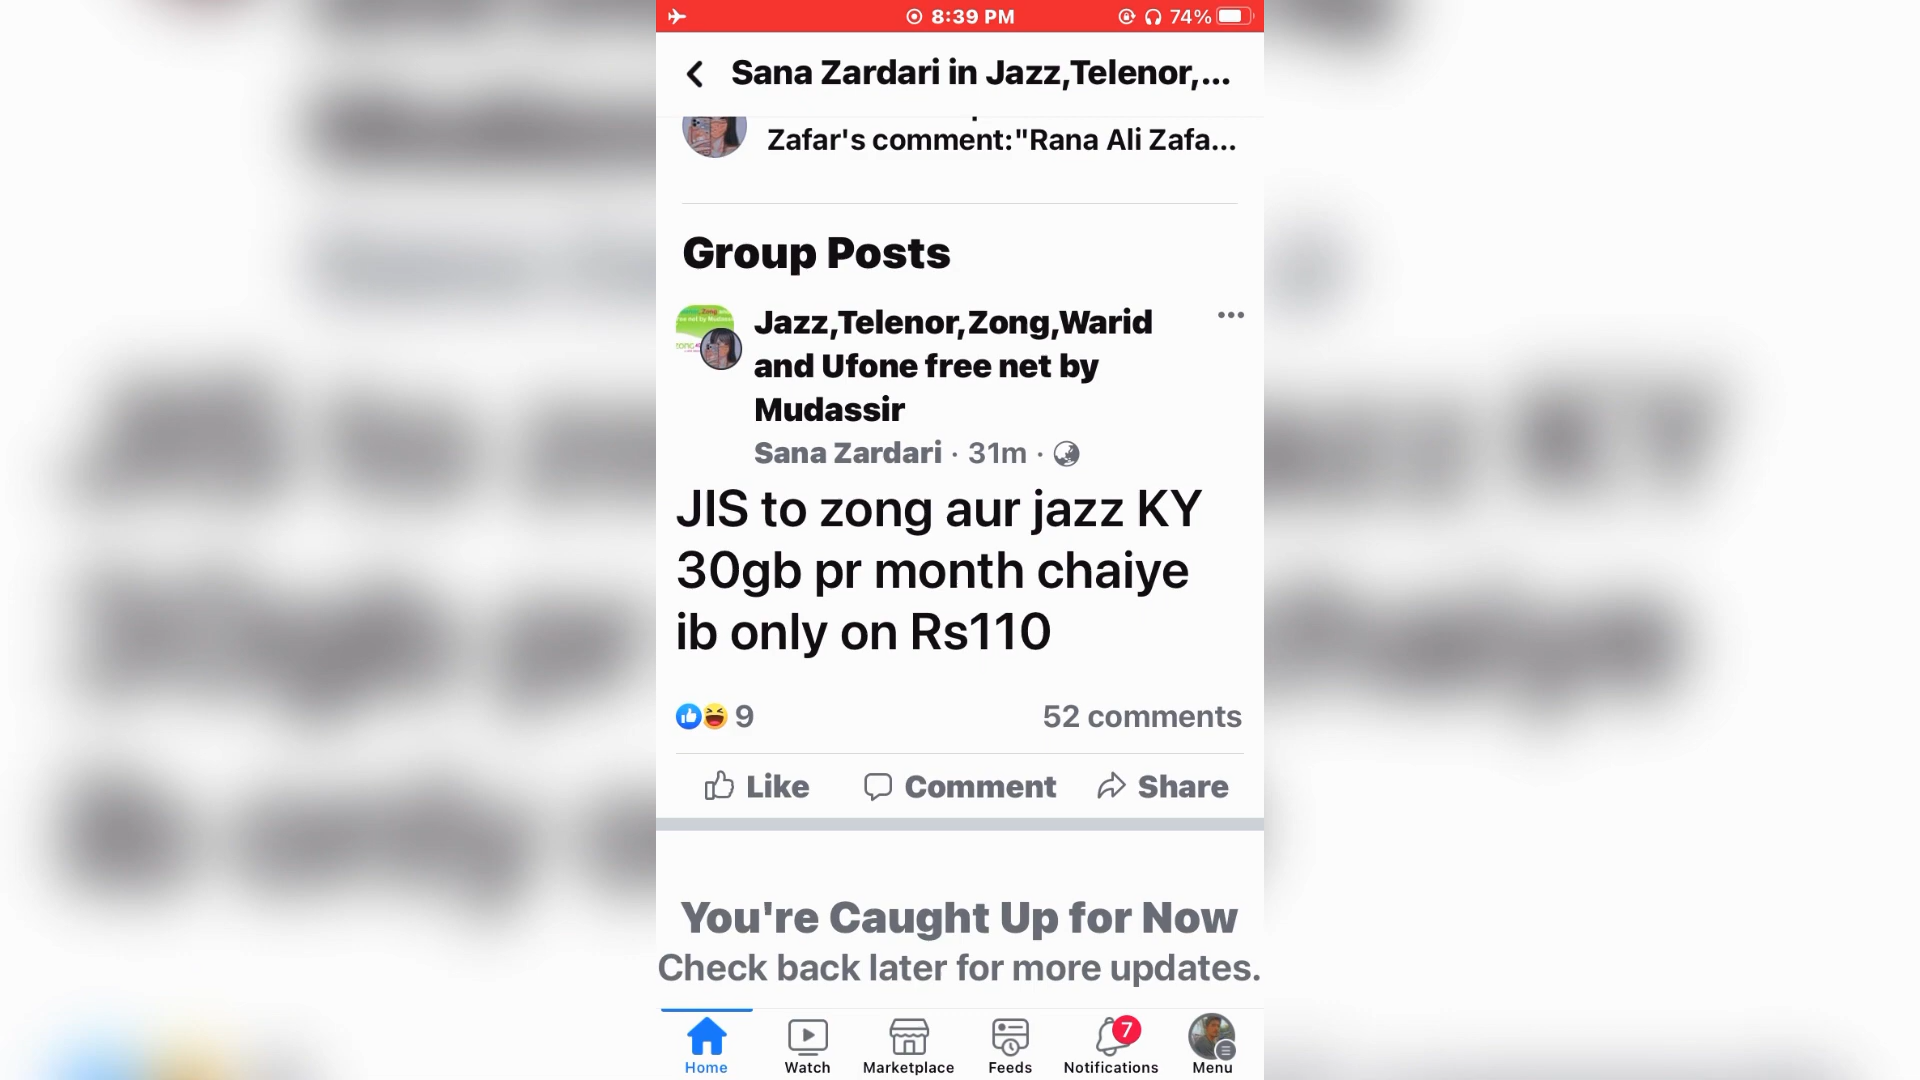 8:39 PM
74%
Sana Zardari in Jazz,Telenor,...
Zafar's comment:"Rana Ali Zafa...
Group Posts
Jazz,Telenor,Zong,Warid
and Ufone free net by
Mudassir
Sana Zardari · 31m ·
JIS to zong aur jazz KY
30gb pr month chaiye
ib only on Rs110
9
52 comments
Like
Comment
Share
You're Caught Up for Now
Check back later for more updates.
7
Home
Watch
Marketplace
Feeds
Notifications
Menu